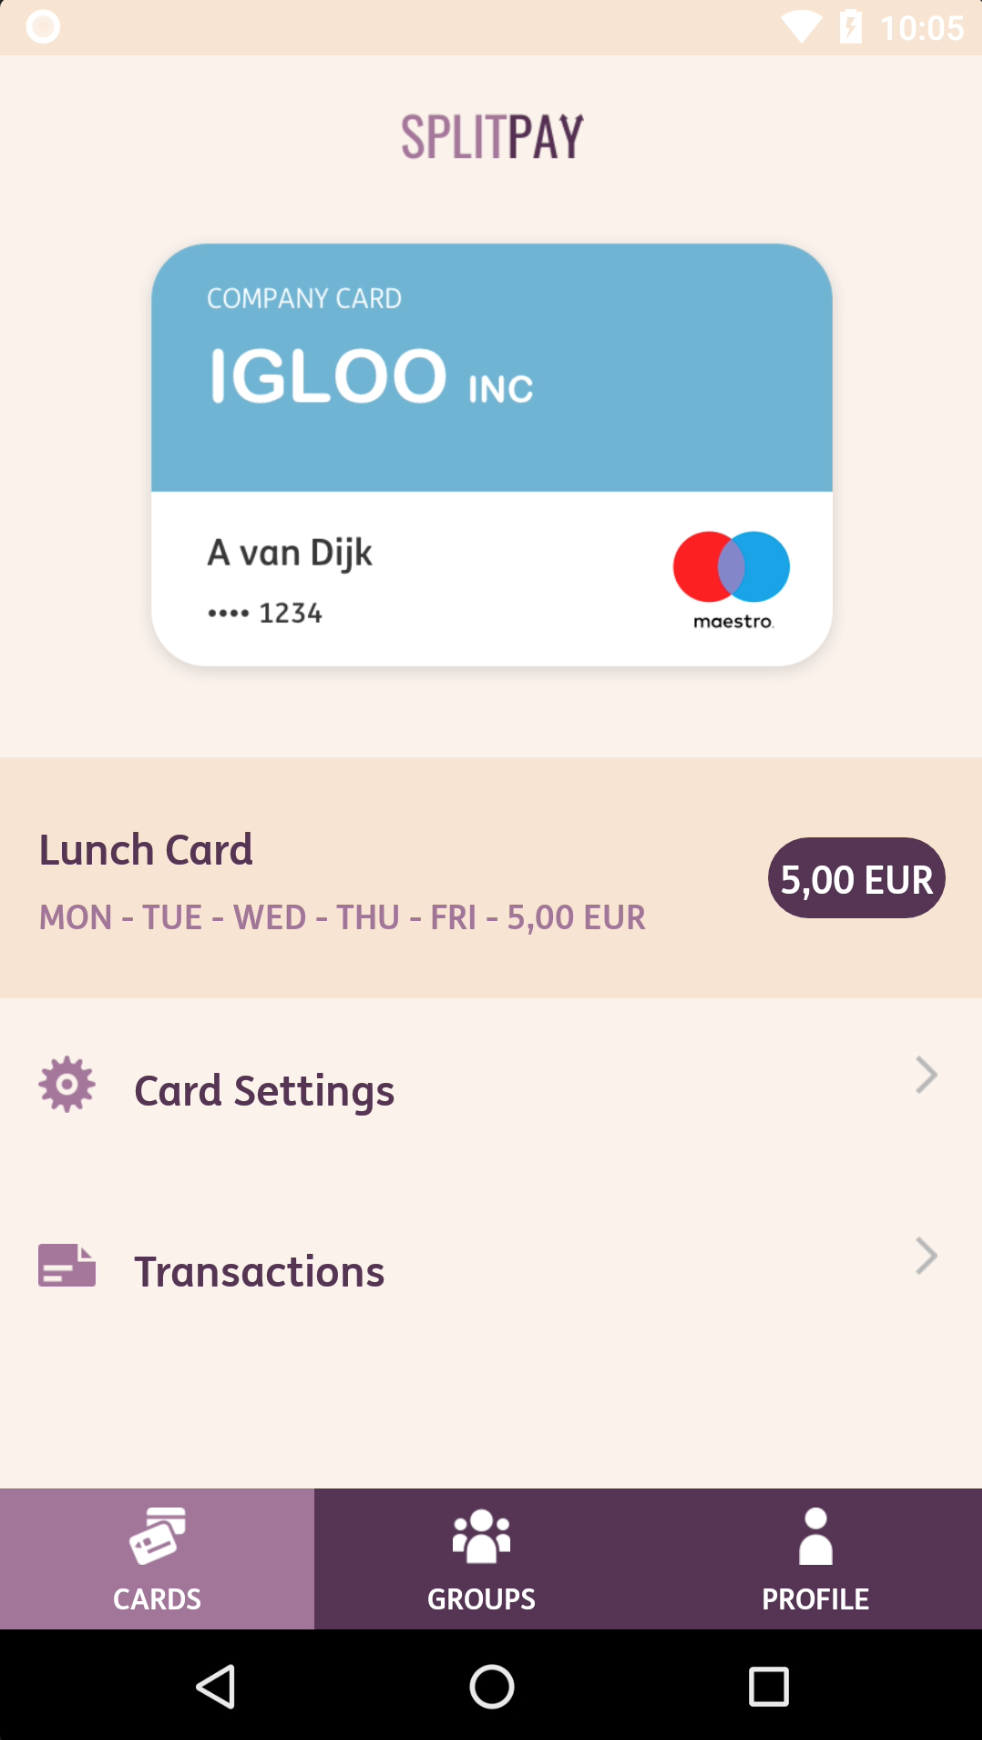 10:05
SPLITPAY
COMPANY CARD
IGLOO INC
A van Dijk
•••• 1234
maestro.
Lunch Card
5,00 EUR
MON - TUE - WED - THU - FRI - 5,00 EUR
Card Settings
Transactions
CARDS
GROUPS
PROFILE